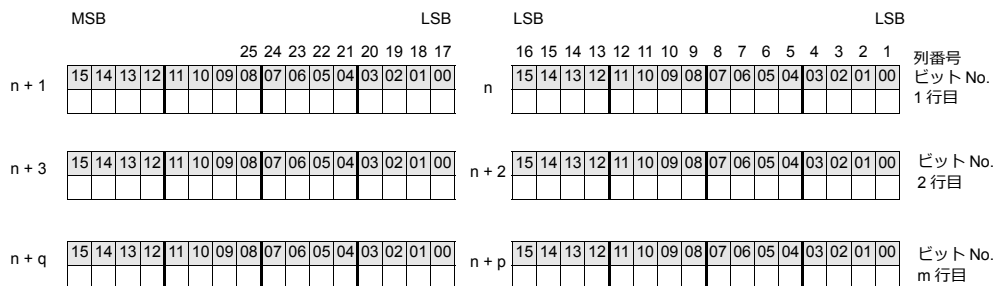 MSB LSB LSB LSB
25 24 23 22 21 20 19 18 17 16 15 14 13 12 11 10 9 8 7 6 5 4 3 2 1 列番号
n + 1 15 14 13 12 11 10 09 08 07 06 05 04 03 02 01 00 n 15 14 13 12 11 10 09 08 07 06 05 04 03 02 01 00 ビット No.
1 行目
n + 3 15 14 13 12 11 10 09 08 07 06 05 04 03 02 01 00 n + 2 15 14 13 12 11 10 09 08 07 06 05 04 03 02 01 00 ビット No.
2 行目
n + q 15 14 13 12 11 10 09 08 07 06 05 04 03 02 01 00 n + p 15 14 13 12 11 10 09 08 07 06 05 04 03 02 01 00 ビット No.
m 行目